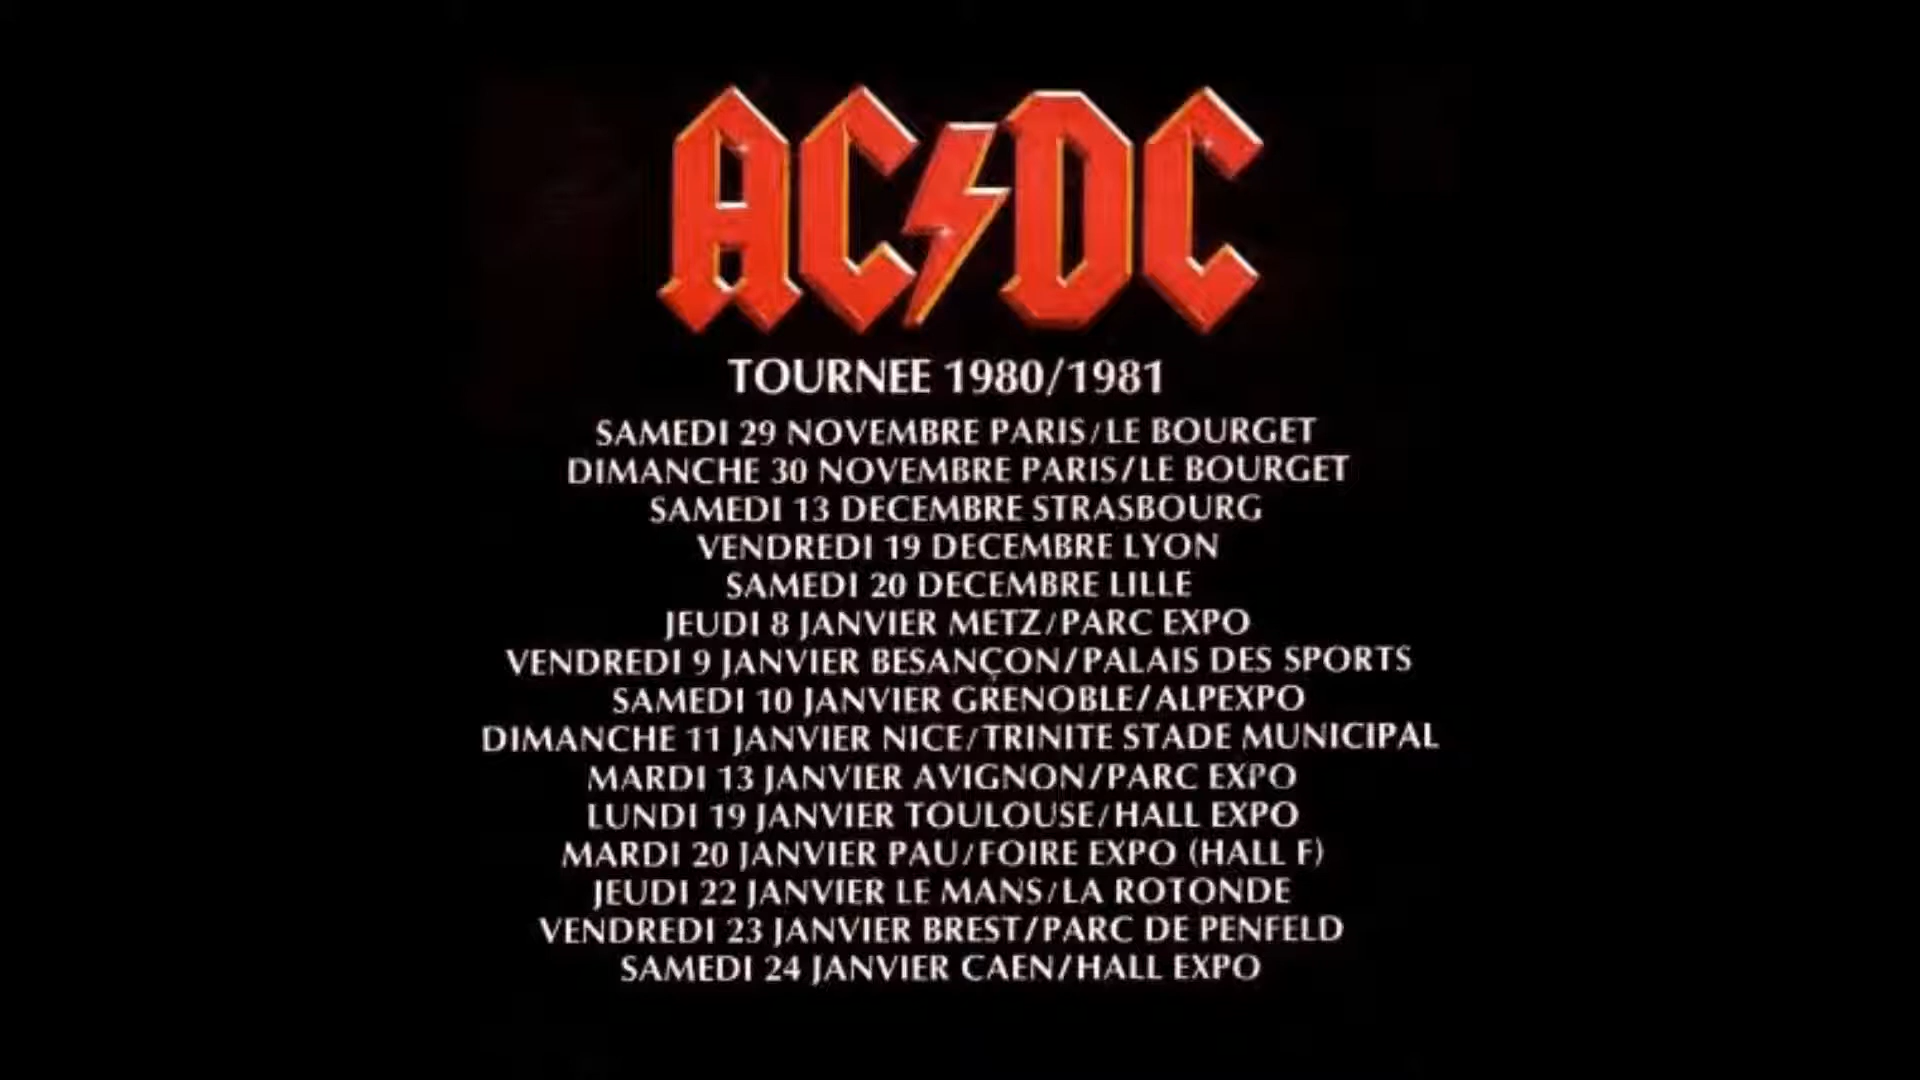 AC/DC
TOURNEE 1980/1981
SAMEDI 29 NOVEMBRE PARIS/LE BOURGET
DIMANCHE 30 NOVEMBRE PARIS/LE BOURGET
SAMEDI 13 DECEMBRE STRASBOURG
VENDREDI 19 DECEMBRE LYON
SAMEDI 20 DECEMBRE LILLE
JEUDI 8 JANVIER METZ/PARC EXPO
VENDREDI 9 JANVIER BESANÇON/PALAIS DES SPORTS
SAMEDI 10 JANVIER GRENOBLE/ALPEXPO
DIMANCHE 11 JANVIER NICE/TRINITE STADE MUNICIPAL
MARDI 13 JANVIER AVIGNON/PARC EXPO
LUNDI 19 JANVIER TOULOUSE/HALL EXPO
MARDI 20 JANVIER PAU/FOIRE EXPO (HALL F)
JEUDI 22 JANVIER LE MANS/LA ROTONDE
VENDREDI 23 JANVIER BREST/PARC DE PENFELD
SAMEDI 24 JANVIER CAEN/HALL EXPO